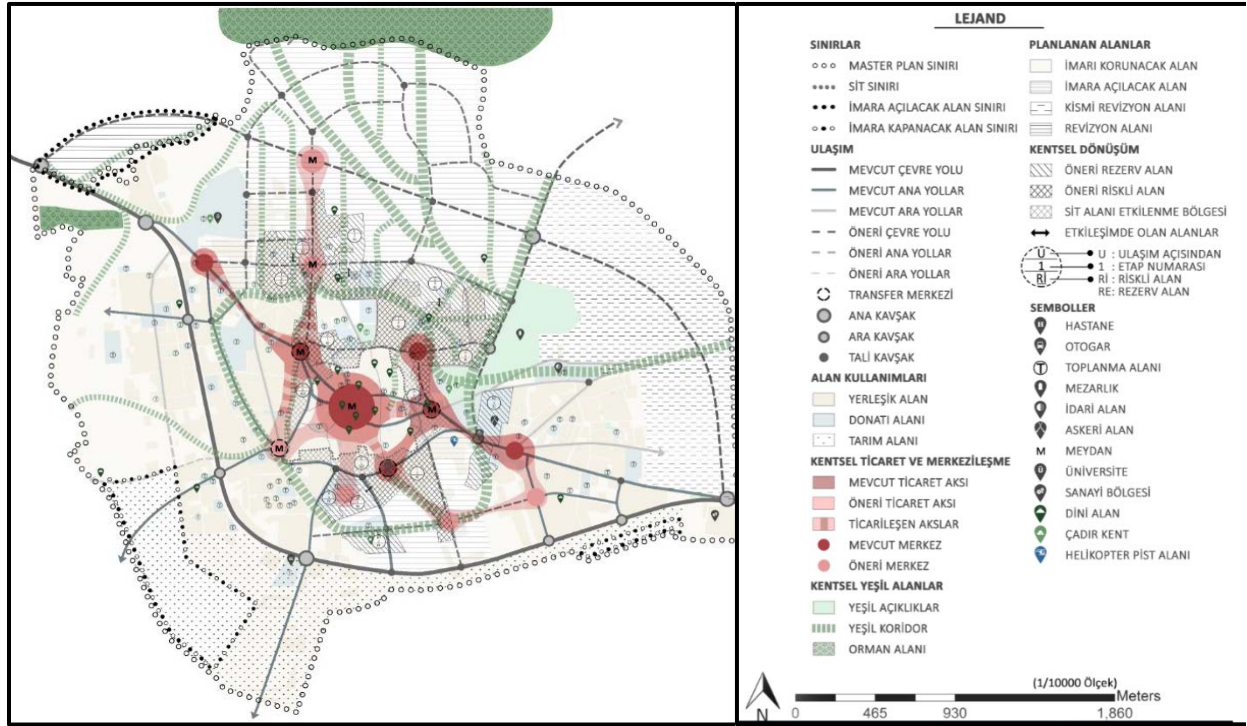 M
M
M
M
M
M
LEJAND
SINIRLAR
MASTER PLAN SINIRI
SİT SINIRI
İMARA AÇILACAK ALAN SINIRI
İMARA KAPANACAK ALAN SINIRI
ULAŞIM
MEVCUT ÇEVRE YOLU
MEVCUT ANA YOLLAR
MEVCUT ARA YOLLAR
ÖNERİ ÇEVRE YOLU
ÖNERİ ANA YOLLAR
ÖNERİ ARA YOLLAR
TRANSFER MERKEZİ
ANA KAVŞAK
ARA KAVŞAK
TALİ KAVŞAK
ALAN KULLANIMLARI
YERLEŞİK ALAN
DONATI ALANI
TARIM ALANI
KENTSEL TİCARET VE MERKEZİLEŞME
MEVCUT TİCARET AKSI
ÖNERİ TİCARET AKSI
TİCARİLEŞEN AKSLAR
MEVCUT MERKEZ
ÖNERİ MERKEZ
KENTSEL YEŞİL ALANLAR
YEŞİL AÇIKLIKLAR
YEŞİL KORİDOR
ORMAN ALANI
PLANLANAN ALANLAR
İMARI KORUNACAK ALAN
İMARA AÇILACAK ALAN
KİSMİ REVİZYON ALANI
REVİZYON ALANI
KENTSEL DÖNÜŞÜM
ÖNERİ REZERV ALAN
ÖNERİ RİSKLİ ALAN
SİT ALANI ETKİLENME BÖLGESİ
ETKİLEŞİMDE OLAN ALANLAR
U U : ULAŞIM AÇISINDAN
1 1 : ETAP NUMARASI
Rİ Rİ : RİSKLİ ALAN
RE: REZERV ALAN
SEMBOLLER
HASTANE
OTOGAR
T TOPLANMA ALANI
MEZARLIK
İDARİ ALAN
ASKERİ ALAN
M MEYDAN
ÜNİVERSİTE
SANAYİ BÖLGESİ
DİNİ ALAN
ÇADIR KENT
HELİKOPTER PİST ALANI
(1/10000 Ölçek)
Meters
N 0 465 930 1,860